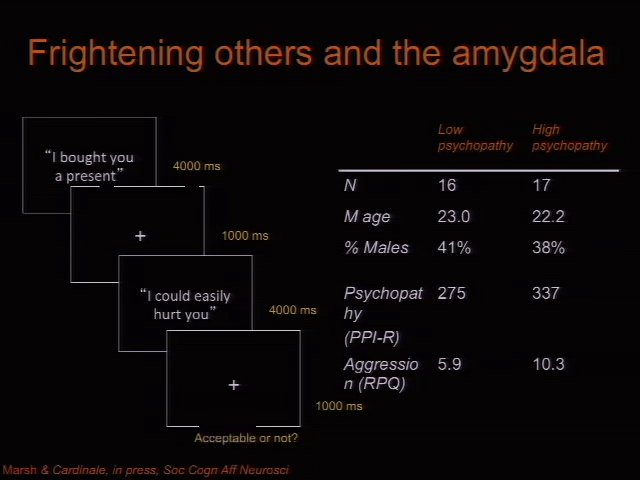 Frightening others and the amygdala
“I bought you
a present”
4000 ms
+
1000 ms
“I could easily
hurt you”
4000 ms
+
1000 ms
Acceptable or not?
Low
psychopathy
High
psychopathy
N 16 17
M age 23.0 22.2
% Males 41% 38%
Psychopat 275 337
hy
(PPI-R)
Aggressio 5.9 10.3
n (RPQ)
Marsh & Cardinale, in press, Soc Cogn Aff Neurosci